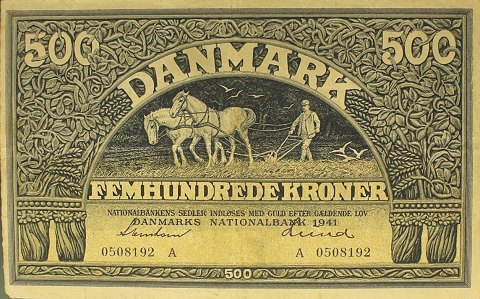 500 500
DANMARK
FEMHUNDREDE KRONER
NATIONALBANKENS SEDLER INDLØSES MED GULD EFTER GÆLDENDE LOV
DANMARKS NATIONALBANK 1941
0508192 A A 0508192
500